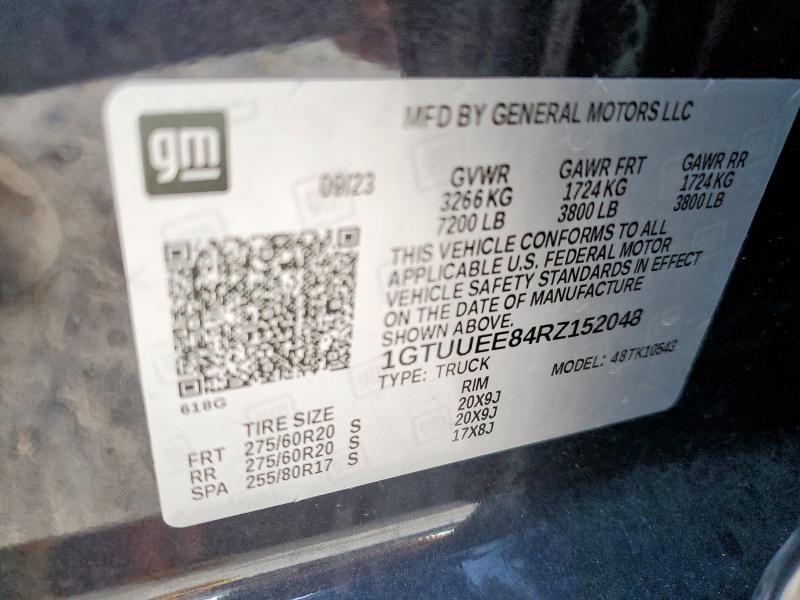 gm
MFD BY GENERAL MOTORS LLC
09/23
GVWR GAWR FRT GAWR RR
3266 KG 1724 KG 1724 KG
7200 LB 3800 LB 3800 LB
THIS VEHICLE CONFORMS TO ALL
APPLICABLE U.S. FEDERAL MOTOR
VEHICLE SAFETY STANDARDS IN EFFECT
ON THE DATE OF MANUFACTURE
SHOWN ABOVE.
1GTUUEE84RZ152048
TYPE: TRUCK MODEL: 48TK10543
618G
TIRE SIZE RIM
FRT 275/60R20 S 20X9J
RR 275/60R20 S 20X9J
SPA 255/80R17 S 17X8J